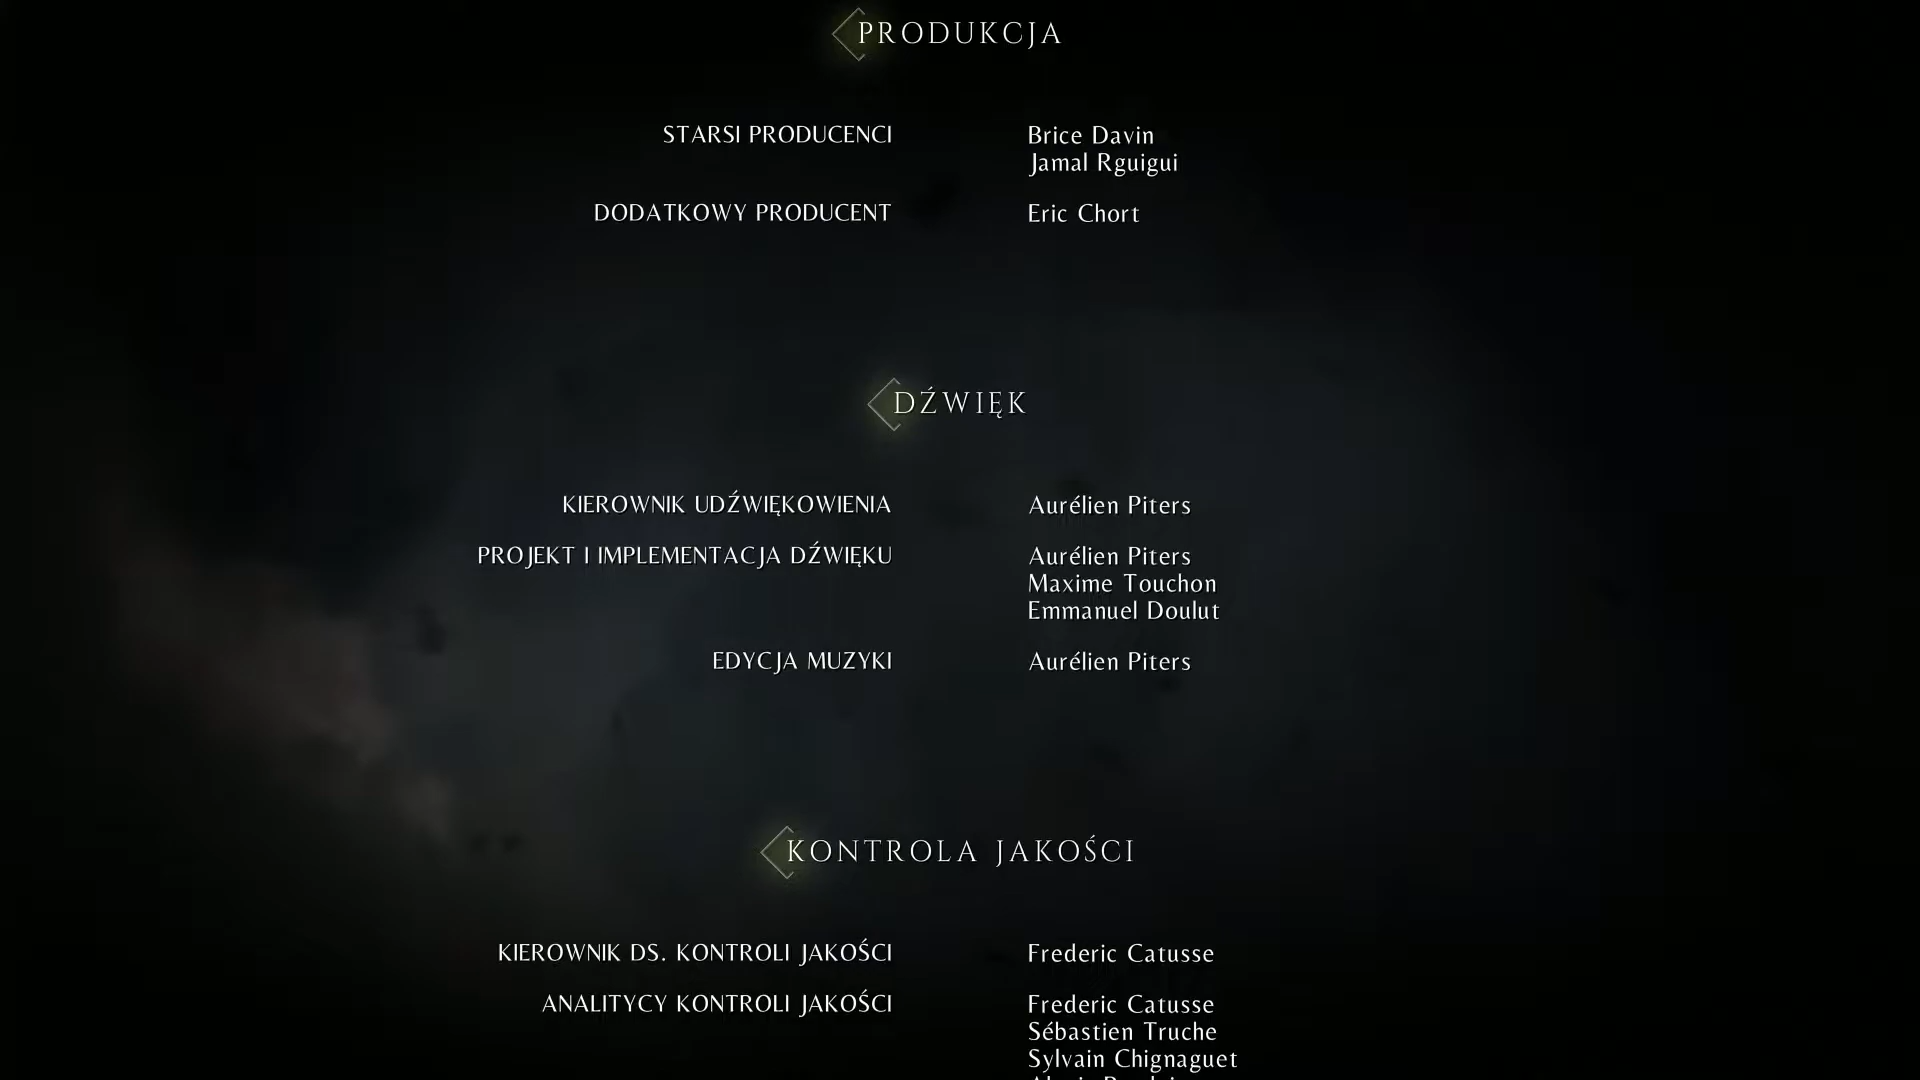 PRODUKCJA
STARSI PRODUCENCI Brice Davin
Jamal Rguigui
DODATKOWY PRODUCENT Eric Chort
DŹWIĘK
KIEROWNIK UDŹWIĘKOWIENIA Aurélien Piters
PROJEKT I IMPLEMENTACJA DŹWIĘKU Aurélien Piters
Maxime Touchon
Emmanuel Doulut
EDYCJA MUZYKI Aurélien Piters
KONTROLA JAKOŚCI
KIEROWNIK DS. KONTROLI JAKOŚCI Frederic Catusse
ANALITYCY KONTROLI JAKOŚCI Frederic Catusse
Sébastien Truche
Sylvain Chignaguet